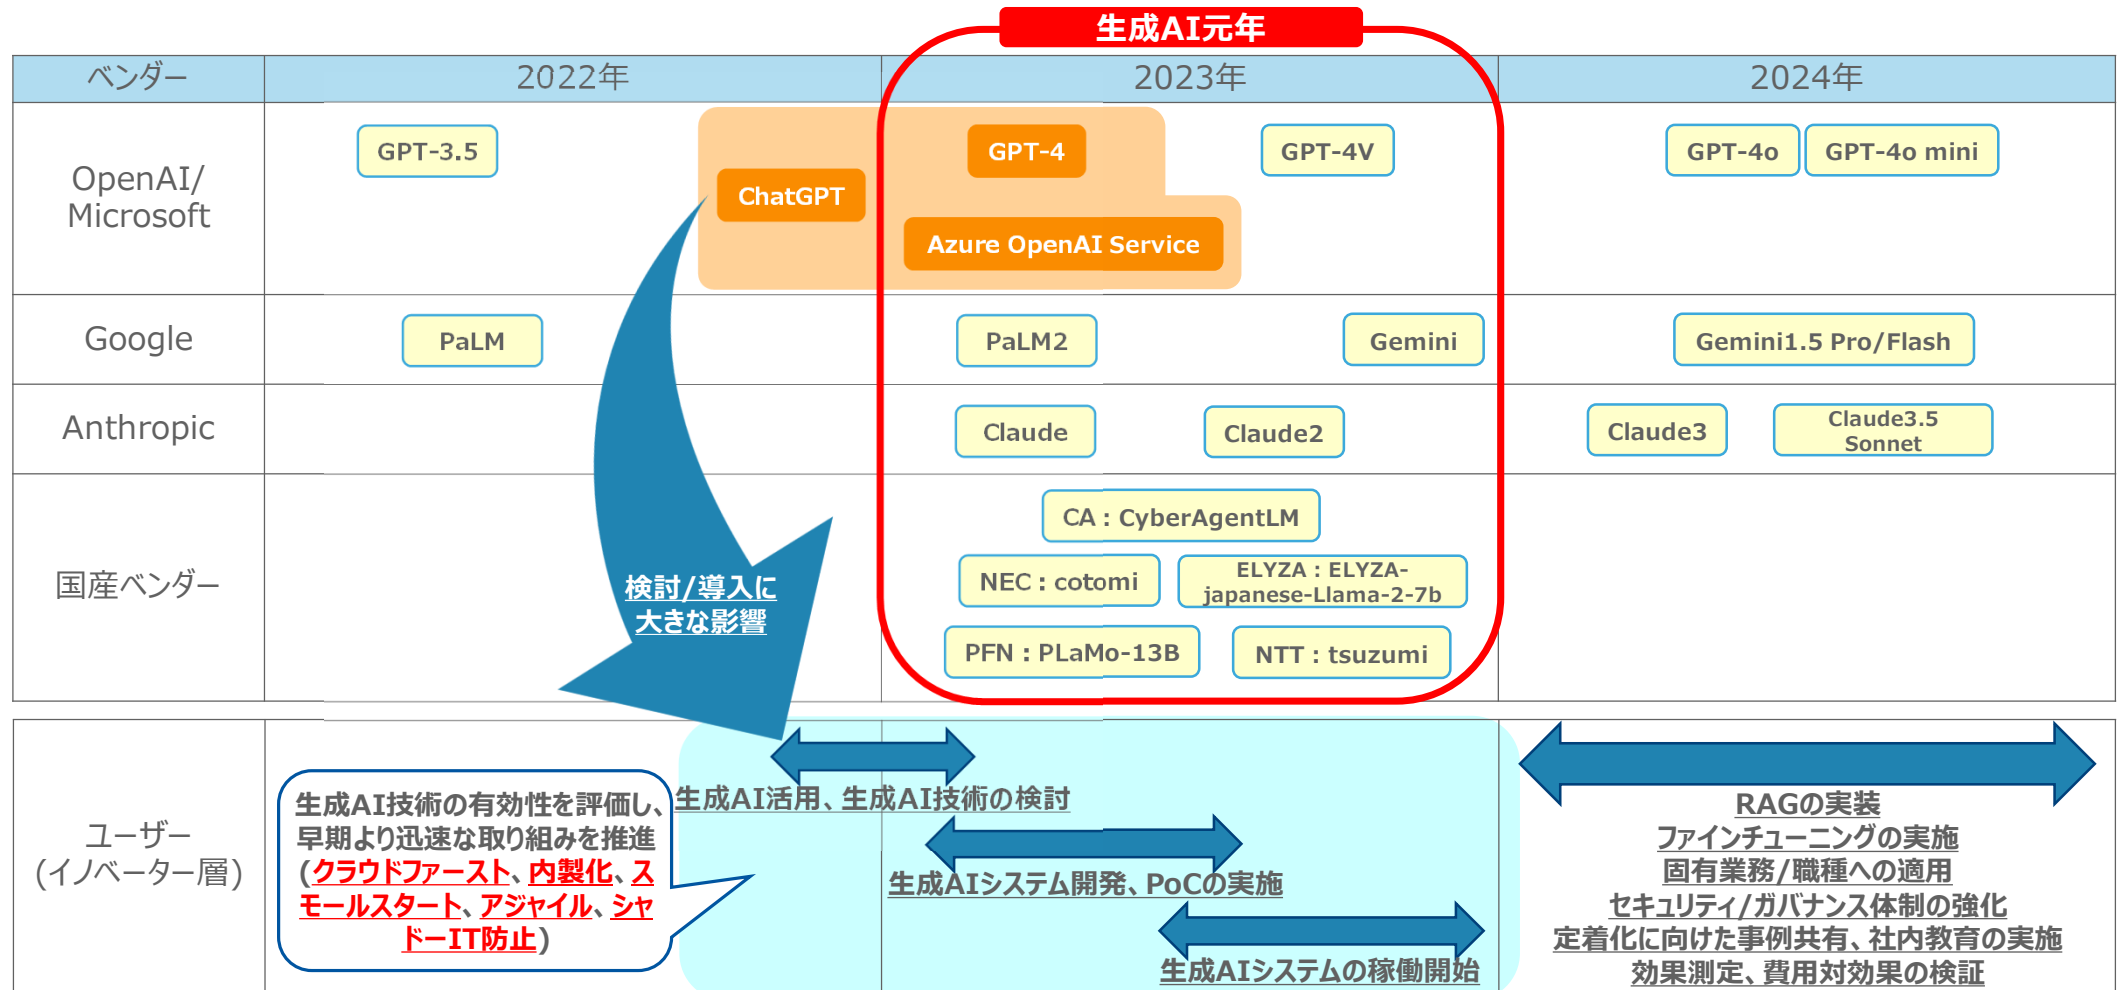 生成AI元年
ベンダー
2022年
2023年
2024年
OpenAI/
Microsoft
GPT-3.5
ChatGPT
GPT-4
Azure OpenAI Service
GPT-4V
GPT-4o
GPT-4o mini
Google
PaLM
PaLM2
Gemini
Gemini1.5 Pro/Flash
Anthropic
Claude
Claude2
Claude3
Claude3.5
Sonnet
国産ベンダー
CA：CyberAgentLM
NEC：cotomi
ELYZA：ELYZA-
japanese-Llama-2-7b
PFN：PLaMo-13B
NTT：tsuzumi
検討/導入に
大きな影響
ユーザー
(イノベーター層)
生成AI技術の有効性を評価し、
早期より迅速な取り組みを推進
(クラウドファースト、内製化、ス
モールスタート、アジャイル、シャ
ドーIT防止)
生成AI活用、生成AI技術の検討
生成AIシステム開発、PoCの実施
生成AIシステムの稼働開始
RAGの実装
ファインチューニングの実施
固有業務/職種への適用
セキュリティ/ガバナンス体制の強化
定着化に向けた事例共有、社内教育の実施
効果測定、費用対効果の検証